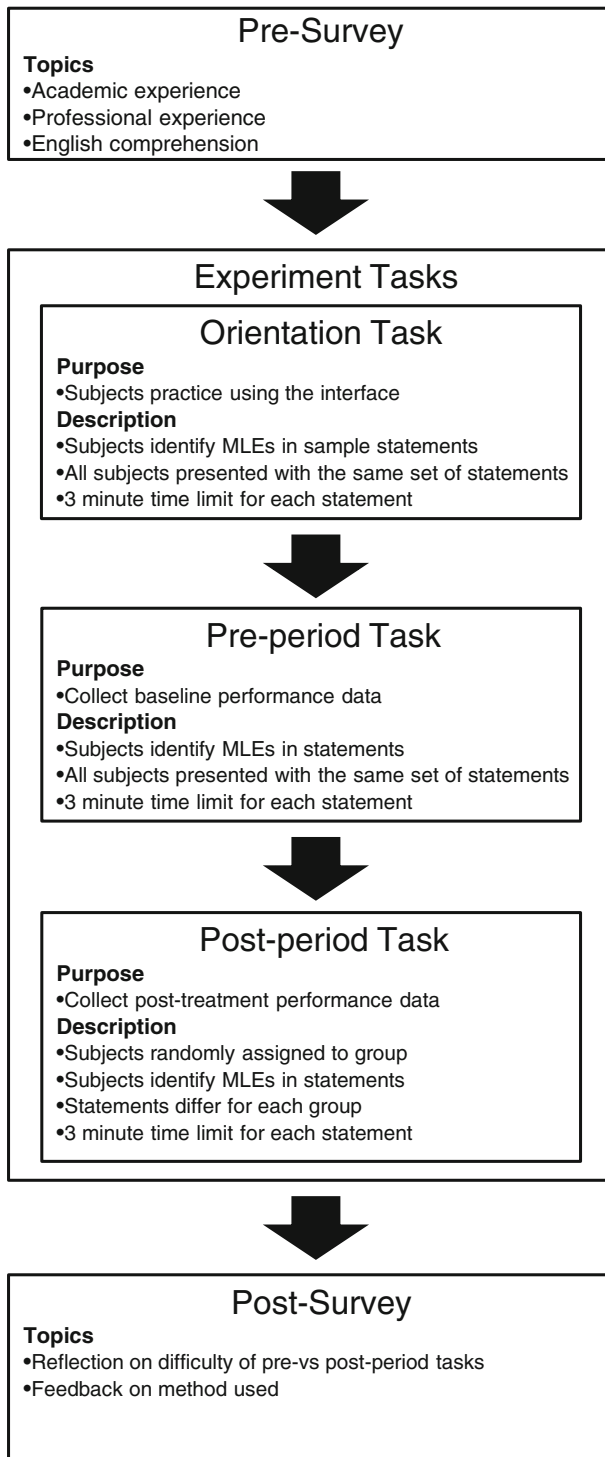 Pre-Survey
Topics
•Academic experience
•Professional experience
•English comprehension
Experiment Tasks
Orientation Task
Purpose
•Subjects practice using the interface
Description
•Subjects identify MLEs in sample statements
•All subjects presented with the same set of statements
•3 minute time limit for each statement
Pre-period Task
Purpose
•Collect baseline performance data
Description
•Subjects identify MLEs in statements
•All subjects presented with the same set of statements
•3 minute time limit for each statement
Post-period Task
Purpose
•Collect post-treatment performance data
Description
•Subjects randomly assigned to group
•Subjects identify MLEs in statements
•Statements differ for each group
•3 minute time limit for each statement
Post-Survey
Topics
•Reflection on difficulty of pre-vs post-period tasks
•Feedback on method used